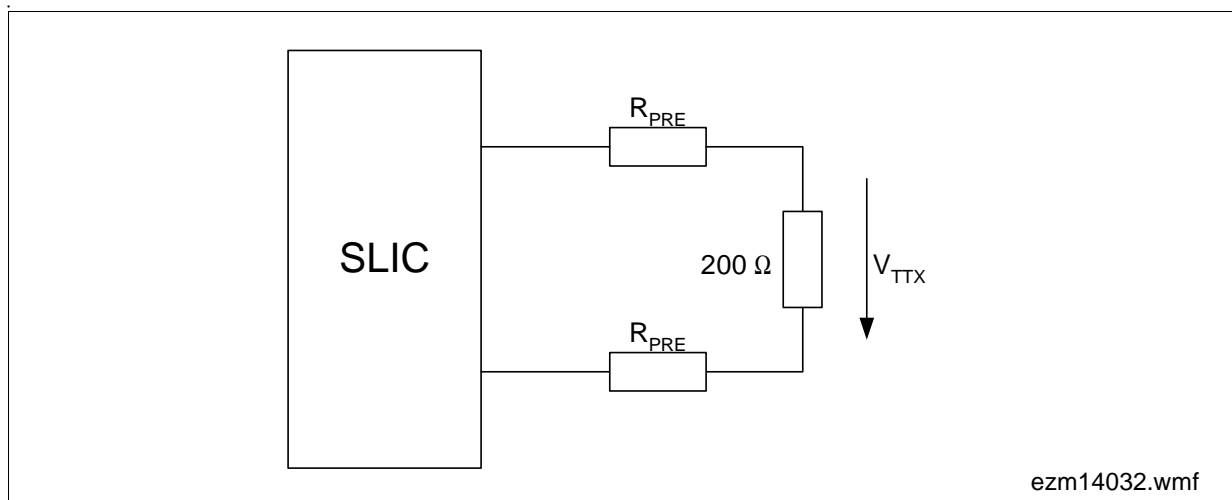 R_PRE
SLIC
200 Ω
V_TTX
R_PRE
ezm14032.wmf